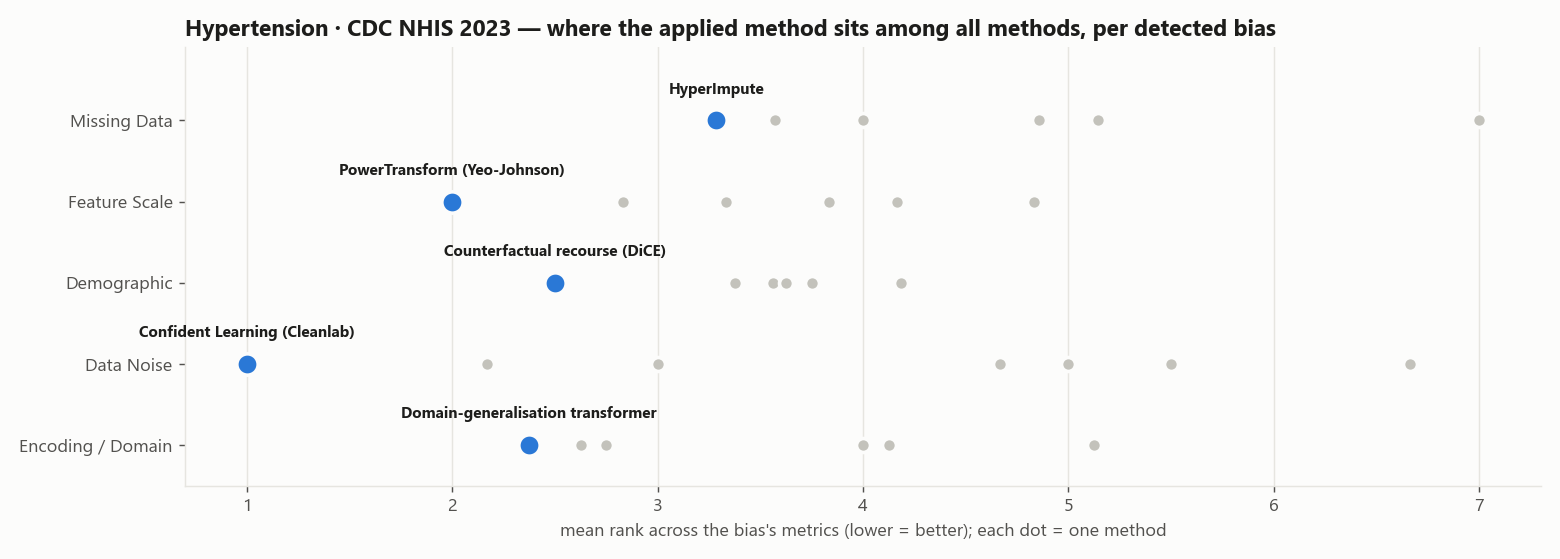 Hypertension · CDC NHIS 2023 — where the applied method sits among all methods, per detected bias
HyperImpute
Missing Data
PowerTransform (Yeo-Johnson)
Feature Scale
Counterfactual recourse (DiCE)
Demographic
Confident Learning (Cleanlab)
Data Noise
Domain-generalisation transformer
Encoding / Domain
1 2 3 4 5 6 7
mean rank across the bias's metrics (lower = better); each dot = one method